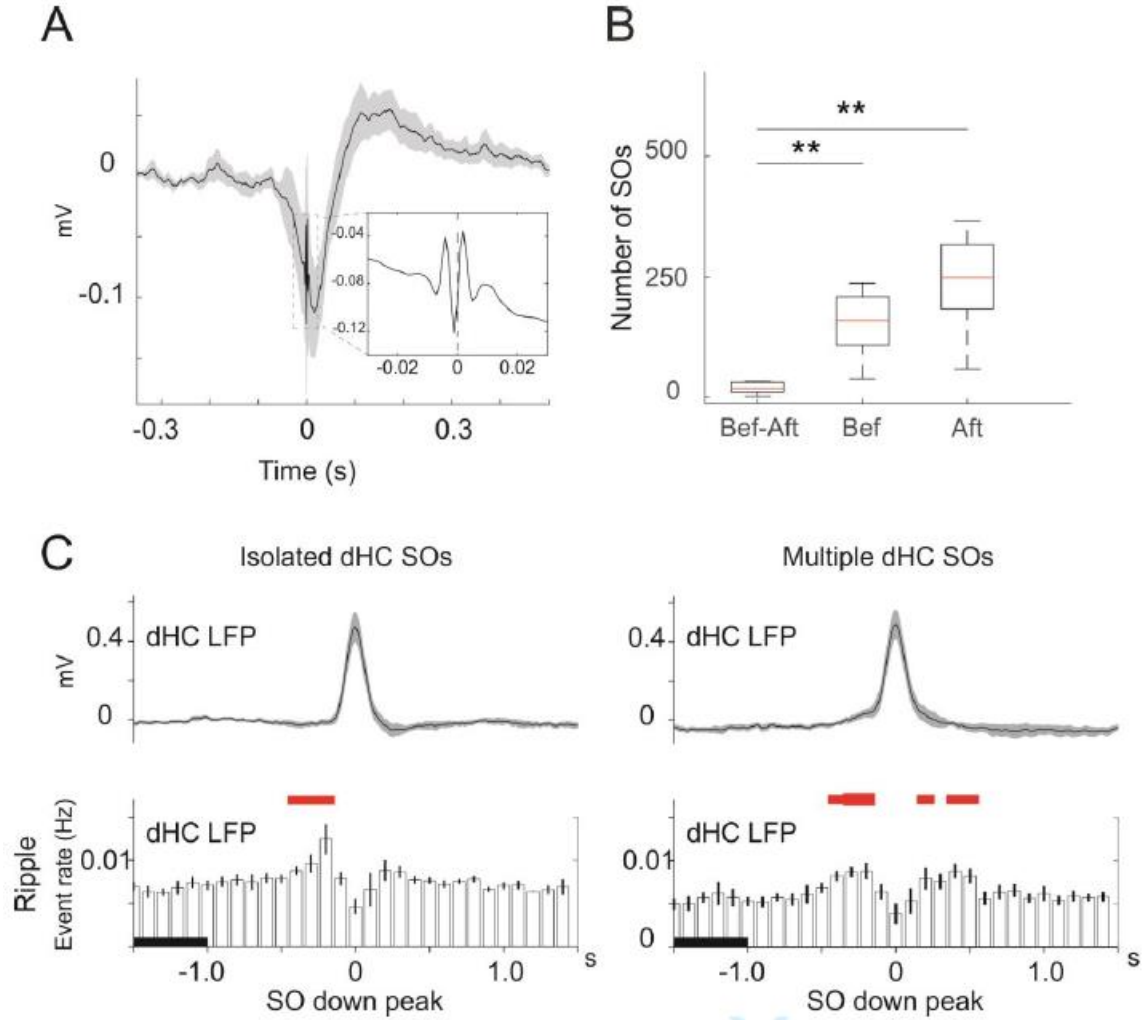 A
0
mV
-0.1
-0.3
0
0.3
Time (s)
-0.04
-0.08
-0.12
-0.02
0
0.02
B
Number of SOs
500
250
0
**
**
Bef-Aft
Bef
Aft
C
Isolated dHC SOs
dHC LFP
0.4
mV
0
Multiple dHC SOs
dHC LFP
0.4
0
Ripple
Event rate (Hz)
dHC LFP
0.01
-1.0
0
1.0
s
SO down peak
dHC LFP
0.01
0
-1.0
0
1.0
s
SO down peak